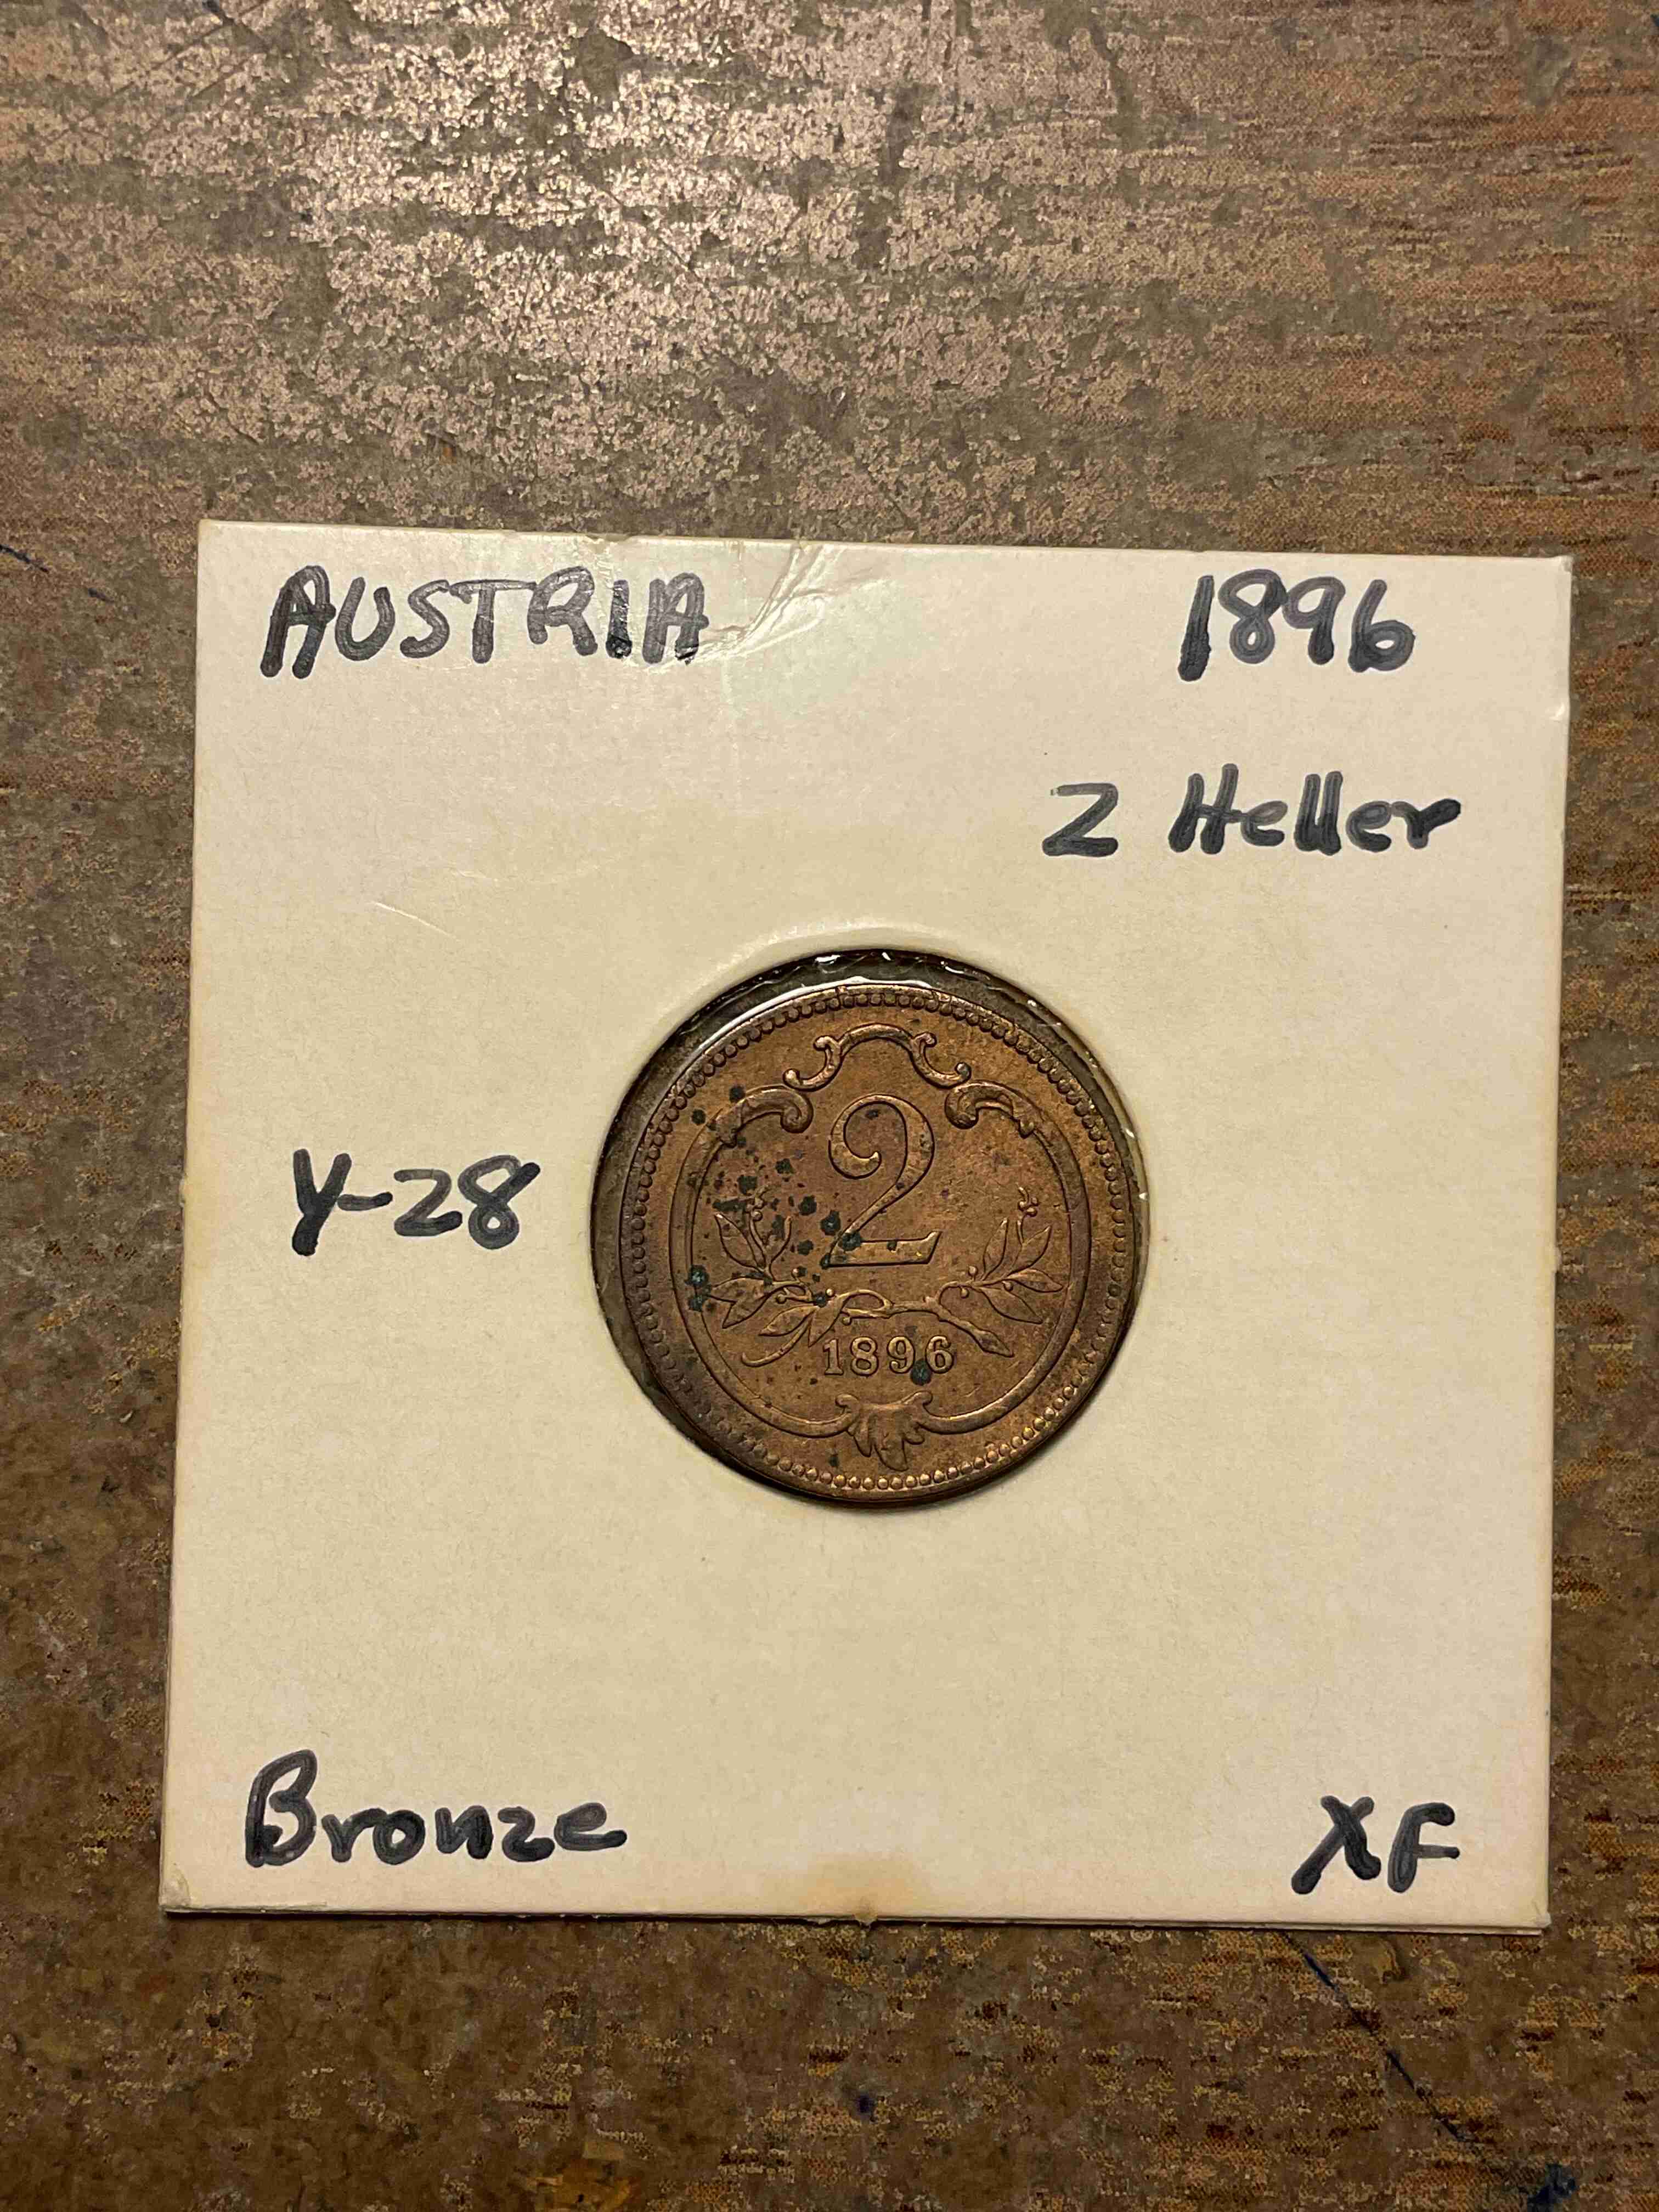 AUSTRIA 1896
2 Heller
Y-28
2
1896
Bronze XF